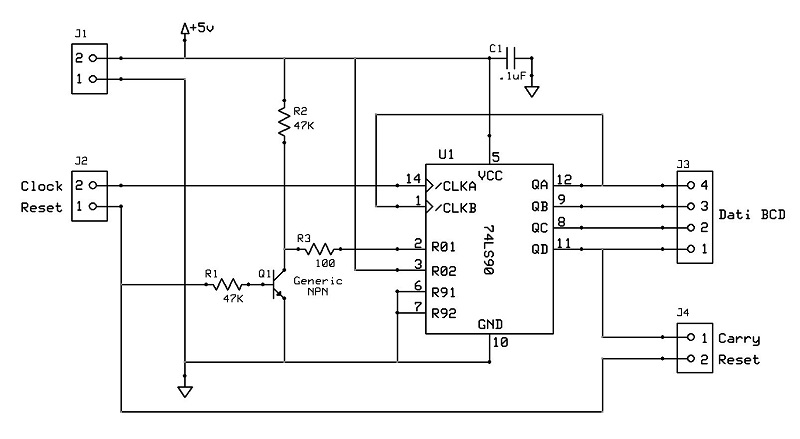 J1
+5v
2
1
C1
.1uF
R2
47K
J2
Clock 2
Reset 1
U1
5
VCC
14 /CLKA
1 /CLKB
2 R01
3 R02
6 R91
7 R92
74LS90
QA 12
QB 9
QC 8
QD 11
GND
10
R3
100
R1
47K
Q1
Generic
NPN
J3
4
3
2
1
Dati BCD
J4
1 Carry
2 Reset